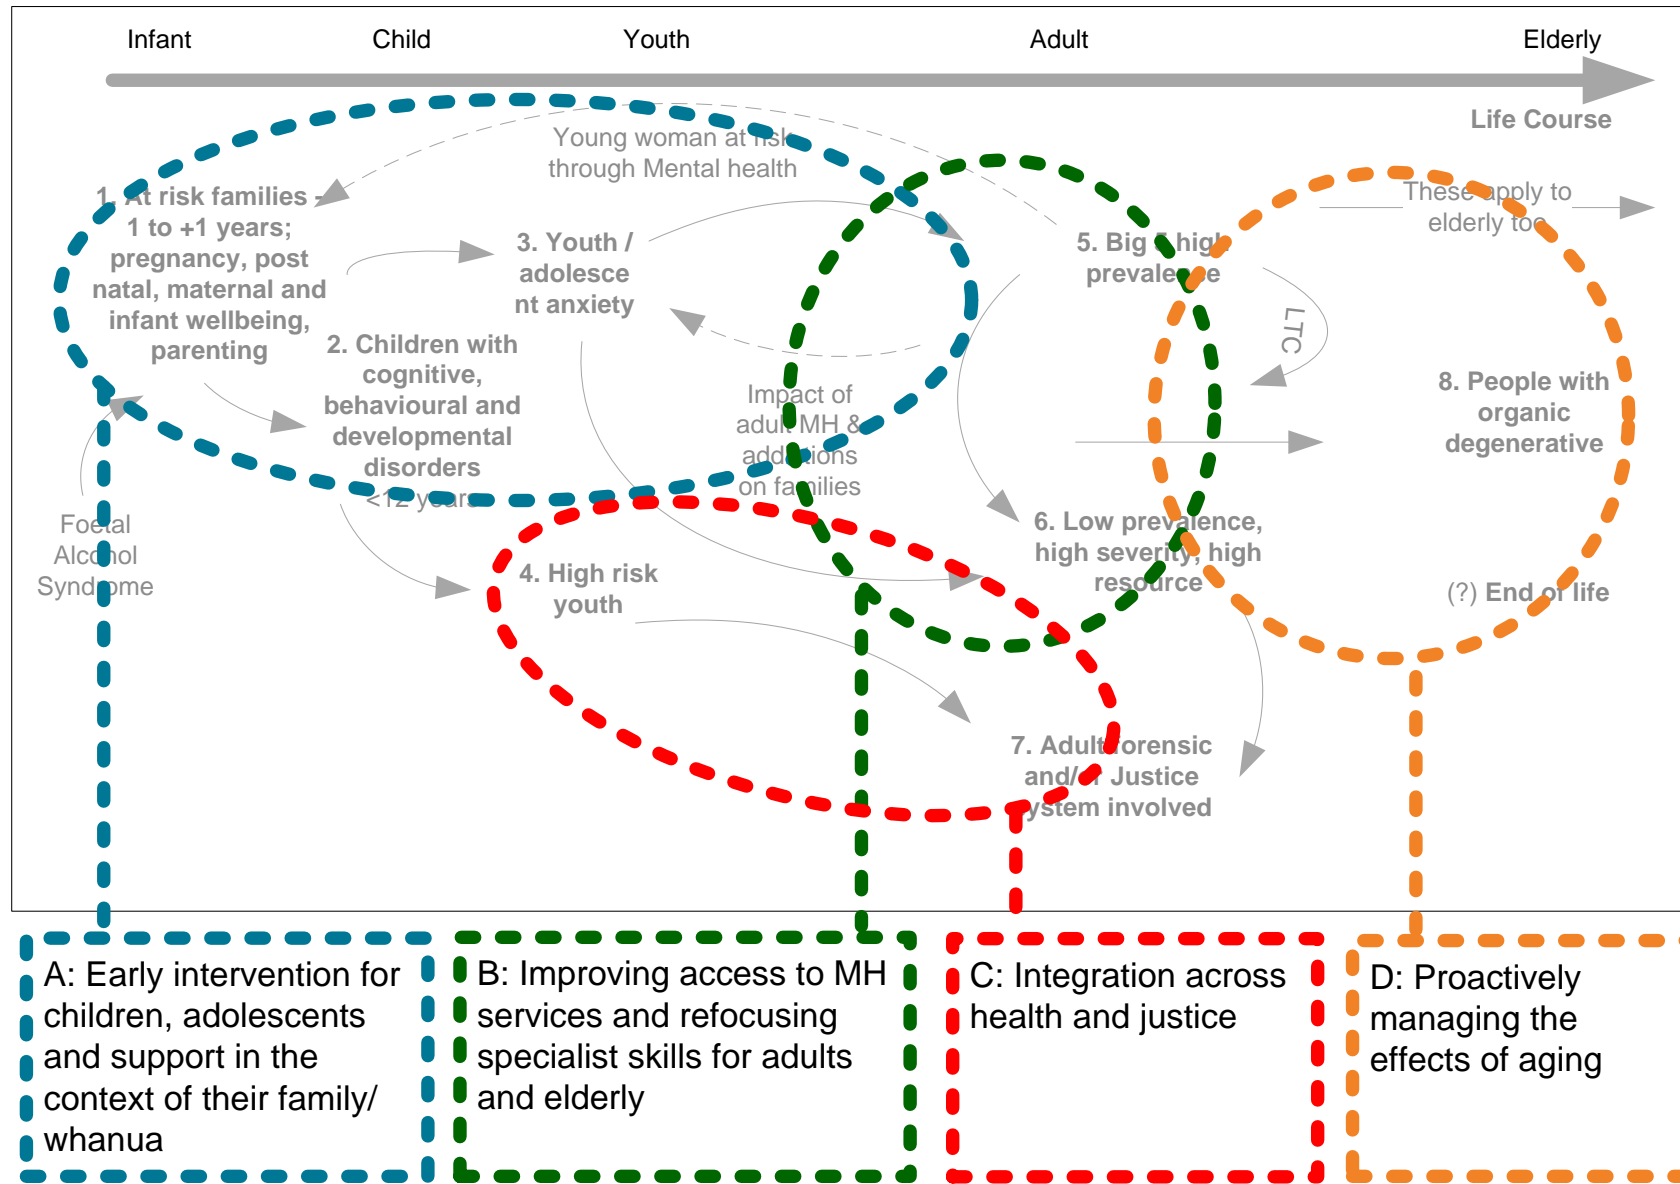 Infant
Child
Youth
Adult
Elderly
Life Course
Young woman at risk
through Mental health
These apply to
elderly too
1. At risk families -
1 to +1 years;
pregnancy, post
natal, maternal and
infant wellbeing,
parenting
3. Youth /
adolesce
nt anxiety
5. Big 5 high
prevalence
LTC
2. Children with
cognitive,
behavioural and
developmental
disorders
<12 years
Impact of
adult MH &
addictions
on families
8. People with
organic
degenerative
Foetal
Alcohol
Syndrome
6. Low prevalence,
high severity, high
resource
4. High risk
youth
(?) End of life
7. Adult forensic
and/or Justice
system involved
A: Early intervention for
children, adolescents
and support in the
context of their family/
whanua
B: Improving access to MH
services and refocusing
specialist skills for adults
and elderly
C: Integration across
health and justice
D: Proactively
managing the
effects of aging